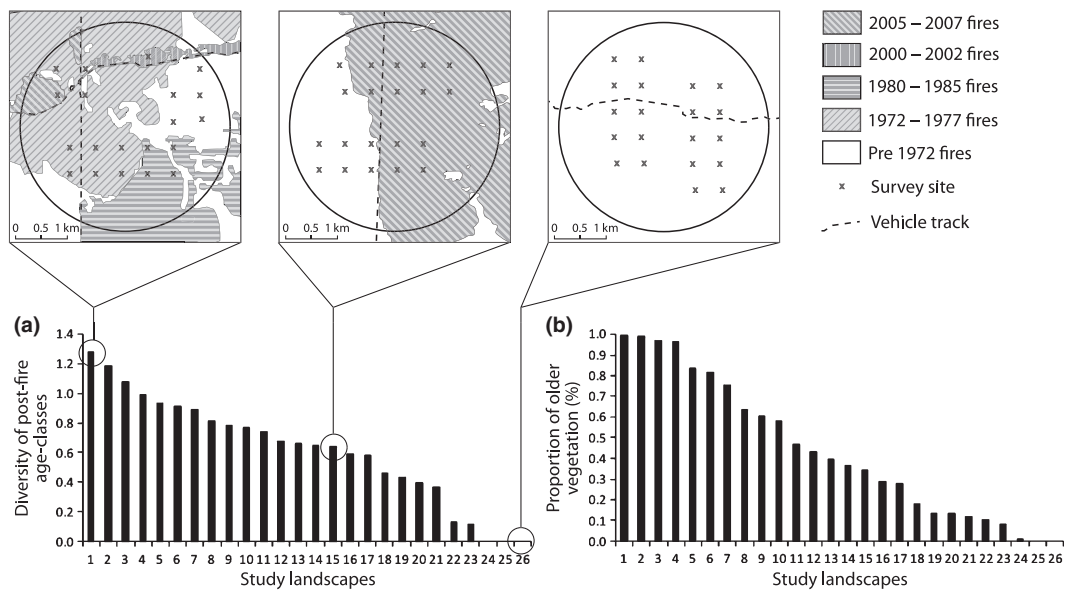 0 0.5 1 km
0 0.5 1 km
0 0.5 1 km
2005 – 2007 fires
2000 – 2002 fires
1980 – 1985 fires
1972 – 1977 fires
Pre 1972 fires
x Survey site
Vehicle track
(a)
Diversity of post-fire
age-classes
1.4
1.2
1.0
0.8
0.6
0.4
0.2
0.0
1 2 3 4 5 6 7 8 9 10 11 12 13 14 15 16 17 18 19 20 21 22 23 24 25 26
Study landscapes
(b)
Proportion of older
vegetation (%)
1.0
0.9
0.8
0.7
0.6
0.5
0.4
0.3
0.2
0.1
0.0
1 2 3 4 5 6 7 8 9 10 11 12 13 14 15 16 17 18 19 20 21 22 23 24 25 26
Study landscapes